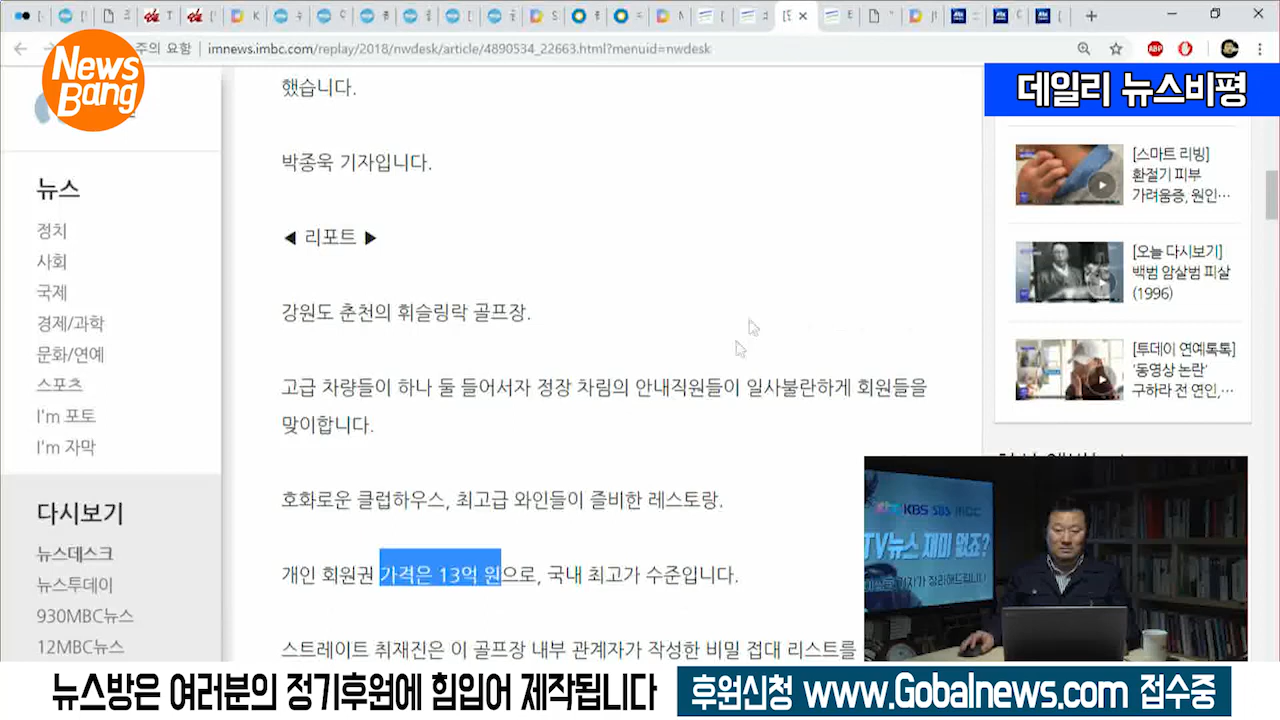 주의 요함 | imnews.imbc.com/replay/2018/nwdesk/article/4890534_22663.html?menuid=nwdesk
News
Bang
데일리 뉴스비평
했습니다.
박종욱 기자입니다.
◀ 리포트 ▶
강원도 춘천의 휘슬링락 골프장.
고급 차량들이 하나 둘 들어서자 정장 차림의 안내직원들이 일사불란하게 회원들을
맞이합니다.
호화로운 클럽하우스, 최고급 와인들이 즐비한 레스토랑.
개인 회원권 가격은 13억 원으로, 국내 최고가 수준입니다.
스트레이트 취재진은 이 골프장 내부 관계자가 작성한 비밀 접대 리스트를
뉴스
정치
사회
국제
경제/과학
문화/연예
스포츠
I'm 포토
I'm 자막
다시보기
뉴스데스크
뉴스투데이
930MBC뉴스
12MBC뉴스
[스마트 리빙]
환절기 피부
가려움증, 원인…
[오늘 다시보기]
백범 암살범 피살
(1996)
[투데이 연예톡톡]
'동영상 논란'
구하라 전 연인,…
KBS SBS MBC
TV뉴스 재미 없죠?
뉴스방은 여러분의 정기후원에 힘입어 제작됩니다
후원신청 www.Gobalnews.com 접수중